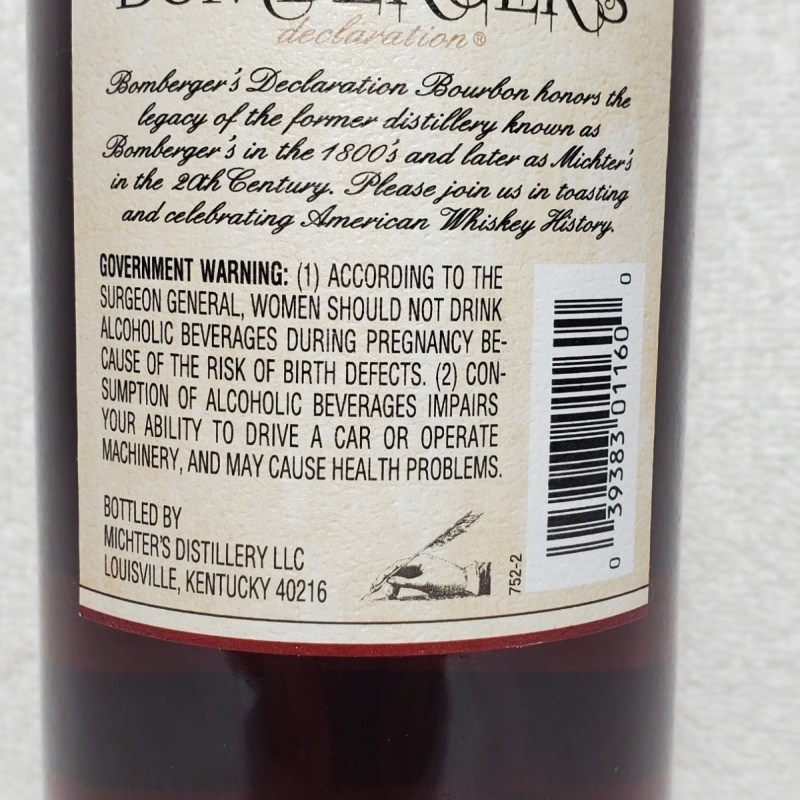 BOMBERGER'S
declaration®
Bomberger's Declaration Bourbon honors the
legacy of the former distillery known as
Bomberger's in the 1800's and later as Michter's
in the 20th Century. Please join us in toasting
and celebrating American Whiskey History.
GOVERNMENT WARNING: (1) ACCORDING TO THE
SURGEON GENERAL, WOMEN SHOULD NOT DRINK
ALCOHOLIC BEVERAGES DURING PREGNANCY BE-
CAUSE OF THE RISK OF BIRTH DEFECTS. (2) CON-
SUMPTION OF ALCOHOLIC BEVERAGES IMPAIRS
YOUR ABILITY TO DRIVE A CAR OR OPERATE
MACHINERY, AND MAY CAUSE HEALTH PROBLEMS.
BOTTLED BY
MICHTER'S DISTILLERY LLC
LOUISVILLE, KENTUCKY 40216
752-2
0 39383 01160 0